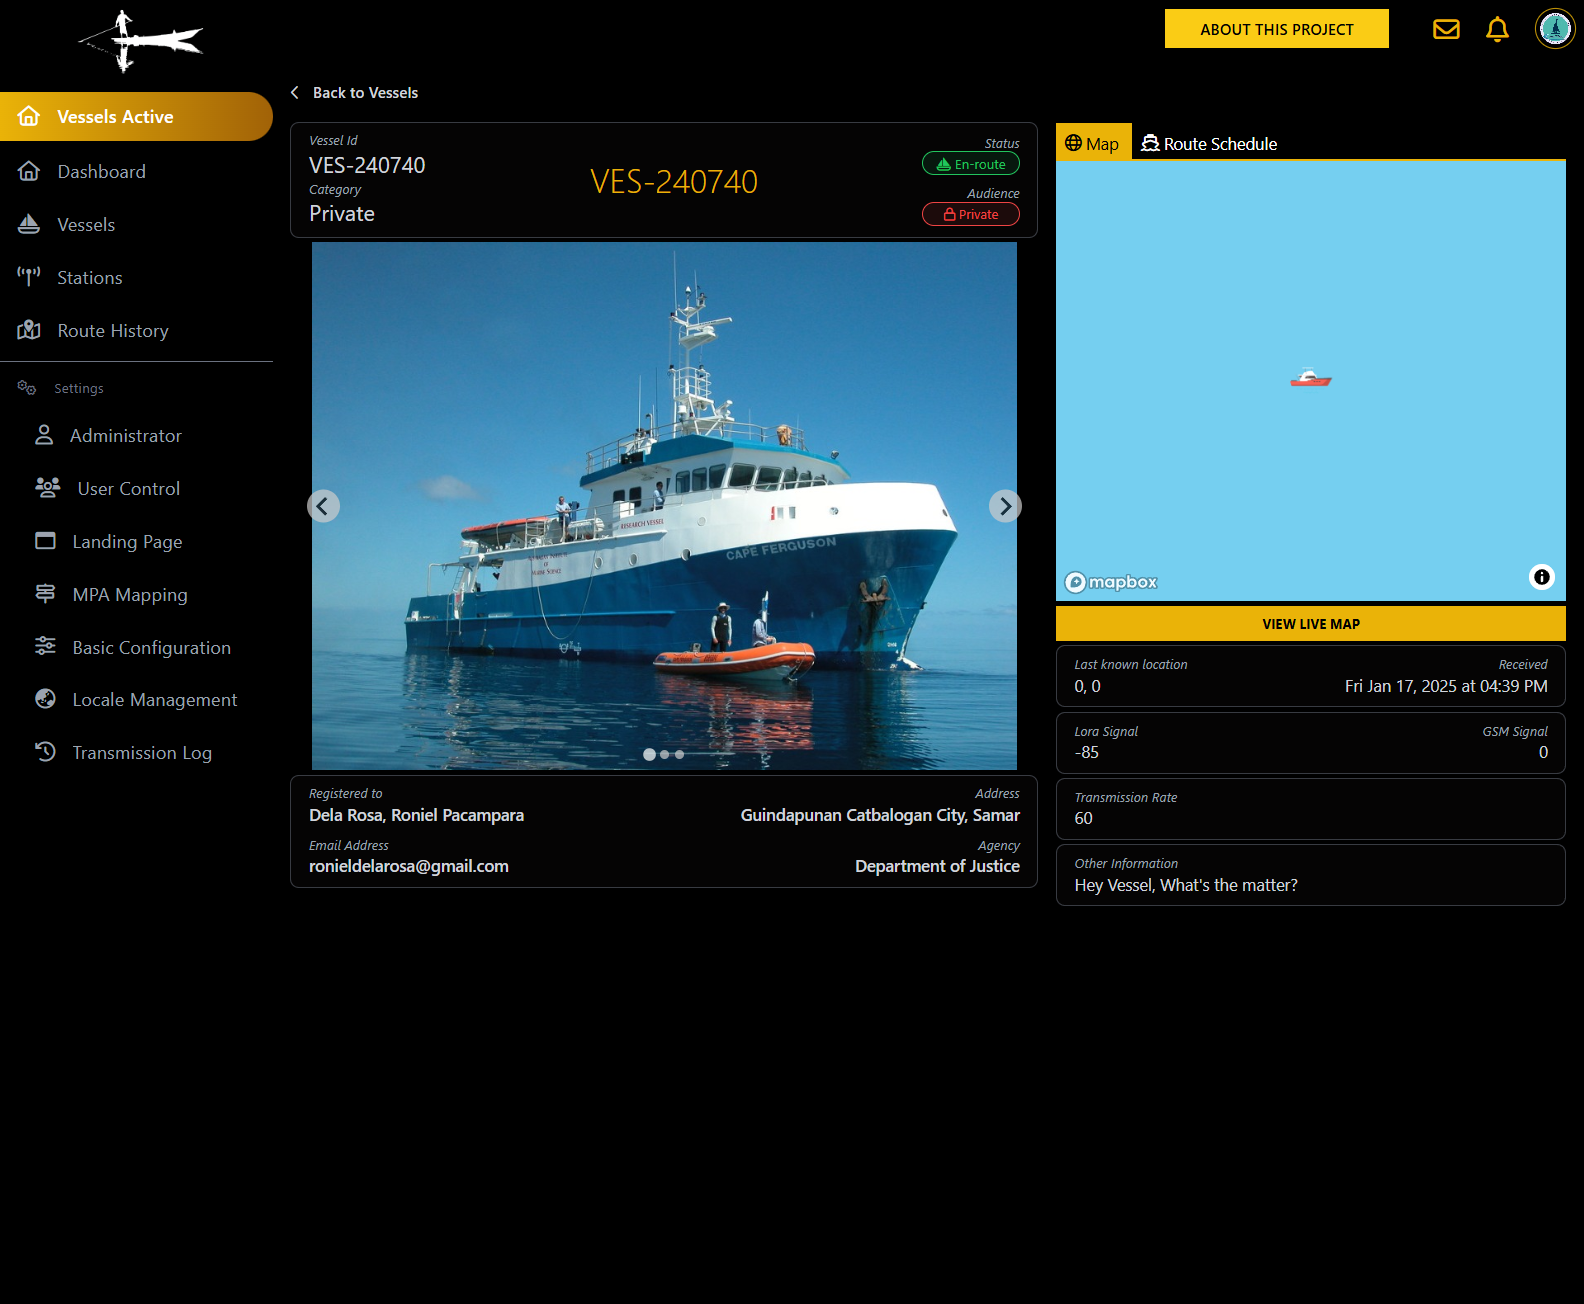 ABOUT THIS PROJECT
Vessels Active
Dashboard
Vessels
Stations
Route History
Settings
Administrator
User Control
Landing Page
MPA Mapping
Basic Configuration
Locale Management
Transmission Log
Back to Vessels
Vessel Id
VES-240740
Category
Private
VES-240740
Status
En-route
Audience
Private
RESEARCH VESSEL
CAPE FERGUSON
Registered to
Dela Rosa, Roniel Pacampara
Address
Guindapunan Catbalogan City, Samar
Email Address
ronieldelarosa@gmail.com
Agency
Department of Justice
Map
Route Schedule
mapbox
VIEW LIVE MAP
Last known location
0, 0
Received
Fri Jan 17, 2025 at 04:39 PM
Lora Signal
-85
GSM Signal
0
Transmission Rate
60
Other Information
Hey Vessel, What's the matter?